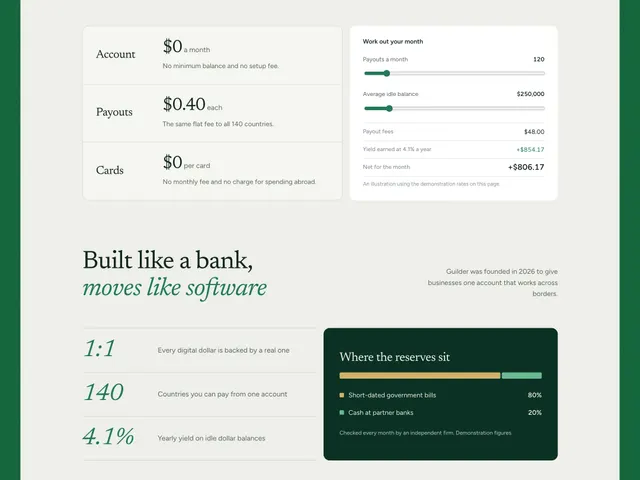 Account
$0 a month
No minimum balance and no setup fee.
Payouts
$0.40 each
The same flat fee to all 140 countries.
Cards
$0 per card
No monthly fee and no charge for spending abroad.
Work out your month
Payouts a month 120
Average idle balance $250,000
Payout fees $48.00
Yield earned at 4.1% a year +$854.17
Net for the month +$806.17
An illustration using the demonstration rates on this page
Built like a bank,
moves like software
Guilder was founded in 2026 to give
businesses one account that works across
borders.
1:1 Every digital dollar is backed by a real one
140 Countries you can pay from one account
4.1% Yearly yield on idle dollar balances
Where the reserves sit
Short-dated government bills 80%
Cash at partner banks 20%
Checked every month by an independent firm. Demonstration figures